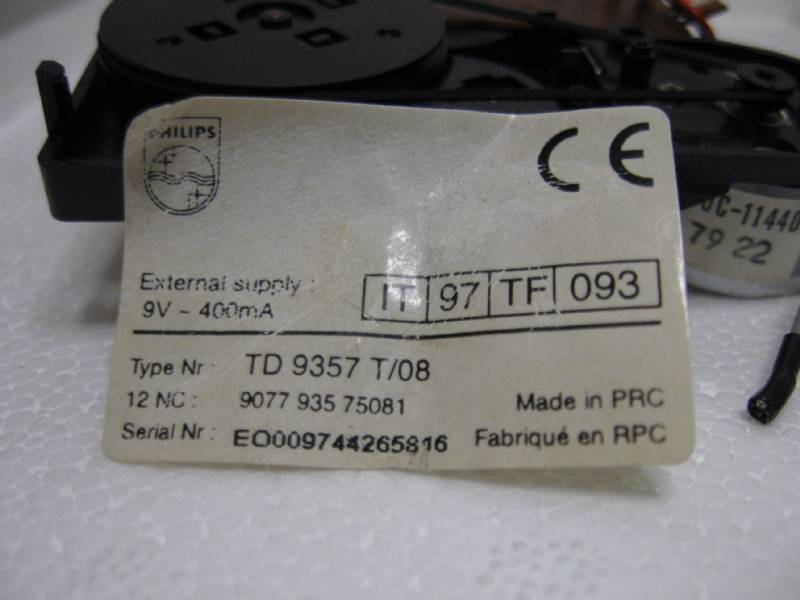 PHILIPS
CE
External supply :
9V ~ 400mA
IT 97 TF 093
Type Nr : TD 9357 T/08
12 NC : 9077 935 75081
Made in PRC
Serial Nr : EO009744265816
Fabriqué en RPC
C-11440
79 22